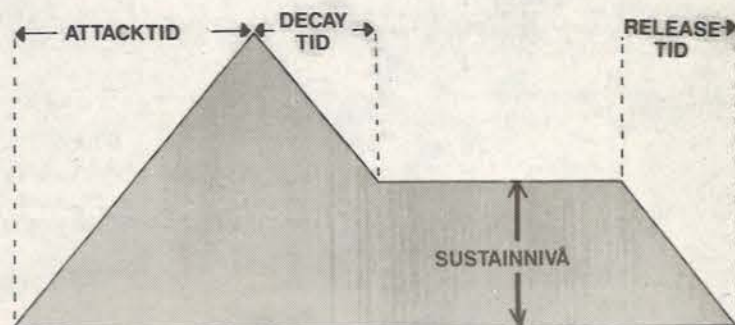 ATTACKTID
DECAY
TID
RELEASE
TID
SUSTAINNIVÅ